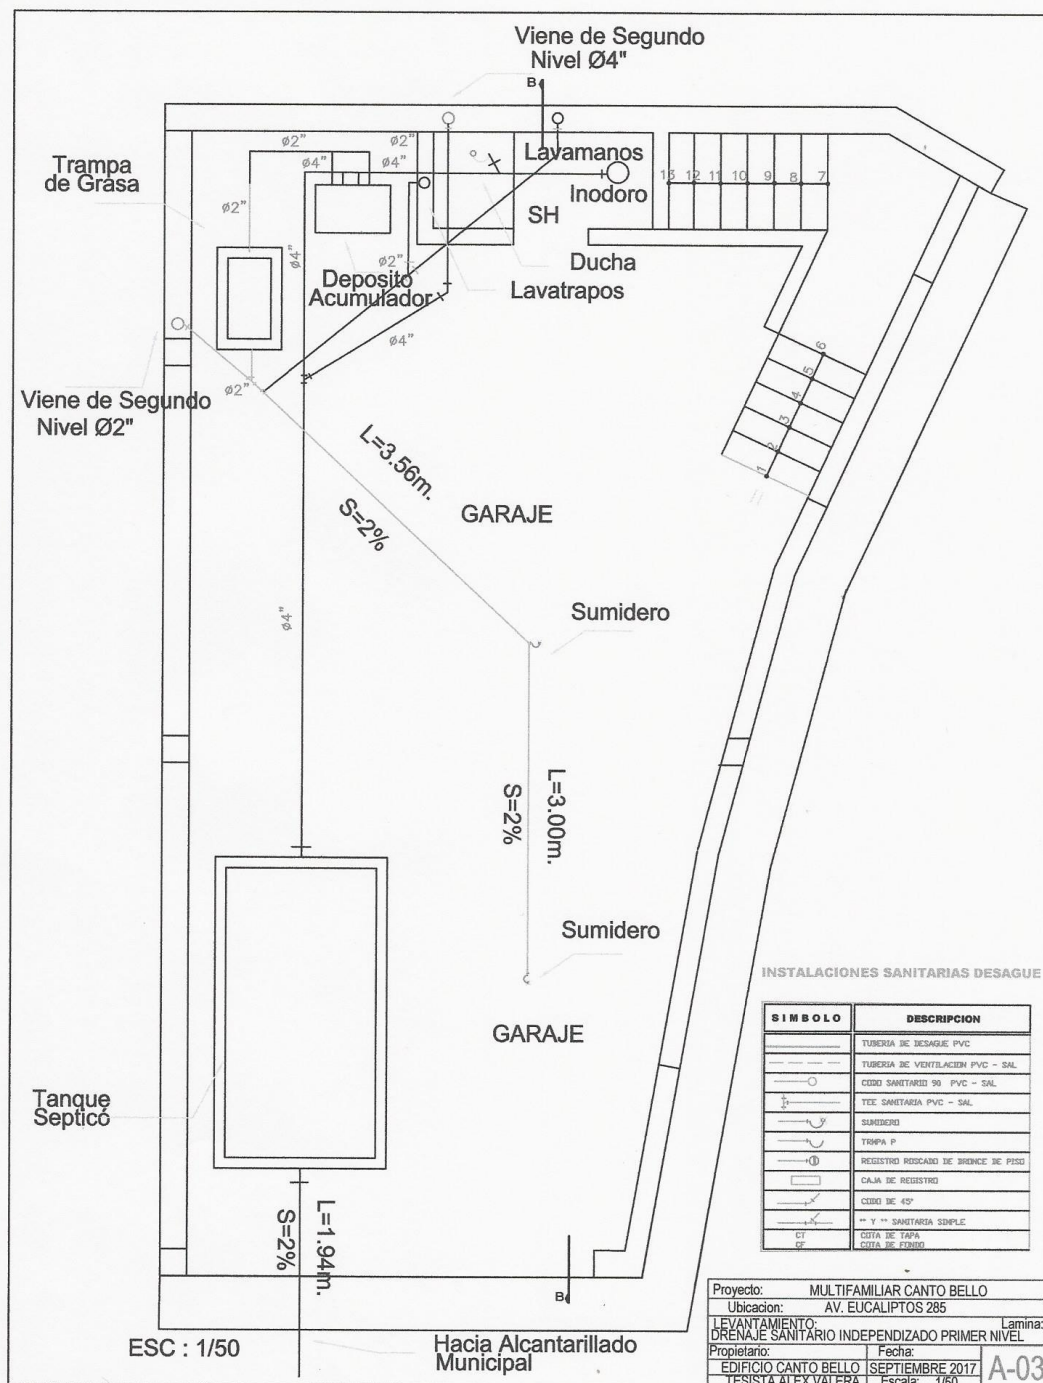 Viene de Segundo
Nivel Ø4"
B
Trampa
de Grasa
ø2"
ø2"
ø4"
ø4"
Lavamanos
Inodoro
SH
13 12 11 10 9 8 7
ø2"
ø4"
Ducha
ø2"
Deposito
Acumulador
Lavatrapos
ø4"
6
5
4
3
2
1
ø2"
Viene de Segundo
Nivel Ø2"
L=3.56m.
S=2%
GARAJE
ø4"
Sumidero
L=3.00m.
S=2%
Sumidero
GARAJE
Tanque
Septicó
L=1.94m.
S=2%
B
ESC : 1/50
Hacia Alcantarillado
Municipal
INSTALACIONES SANITARIAS DESAGUE
SIMBOLO DESCRIPCION
TUBERIA DE DESAGUE PVC
TUBERIA DE VENTILACION PVC - SAL
CODO SANITARIO 90 PVC - SAL
TEE SANITARIA PVC - SAL
SUMIDERO
TRMPA P
REGISTRO ROSCADO DE BRONCE DE PISO
CAJA DE REGISTRO
CODO DE 45°
" Y " SANITARIA SIMPLE
CT COTA DE TAPA
CF COTA DE FONDO
Proyecto: MULTIFAMILIAR CANTO BELLO
Ubicacion: AV. EUCALIPTOS 285
LEVANTAMIENTO: Lamina:
DRENAJE SANITARIO INDEPENDIZADO PRIMER NIVEL
Propietario: Fecha:
EDIFICIO CANTO BELLO SEPTIEMBRE 2017 A-03
TESISTA ALEX VALERA Escala: 1/50